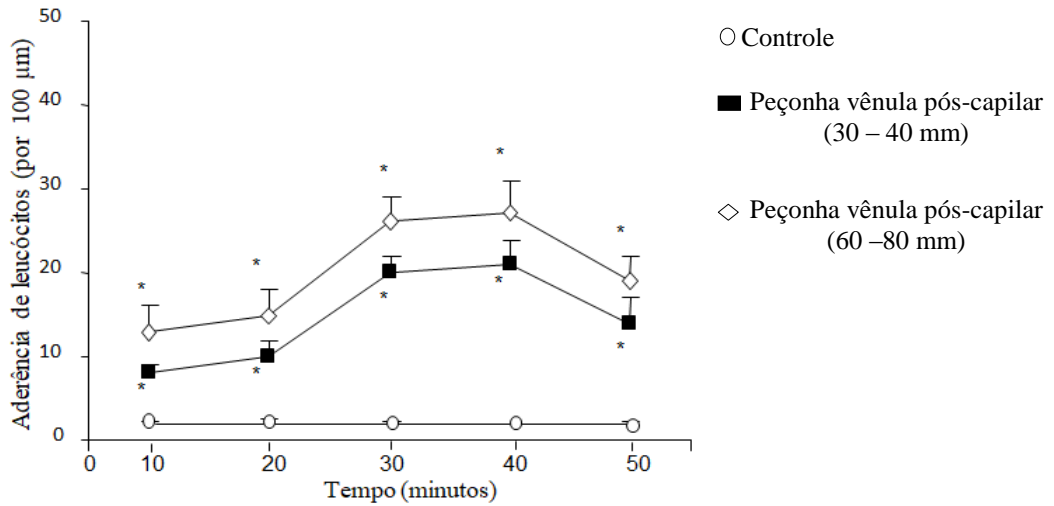 50
40
30
20
10
0
Aderência de leucócitos (por 100 µm)
* * * * *
* * * * *
0 10 20 30 40 50
Tempo (minutos)
Controle
Peçonha vênula pós-capilar
(30 – 40 mm)
Peçonha vênula pós-capilar
(60 –80 mm)